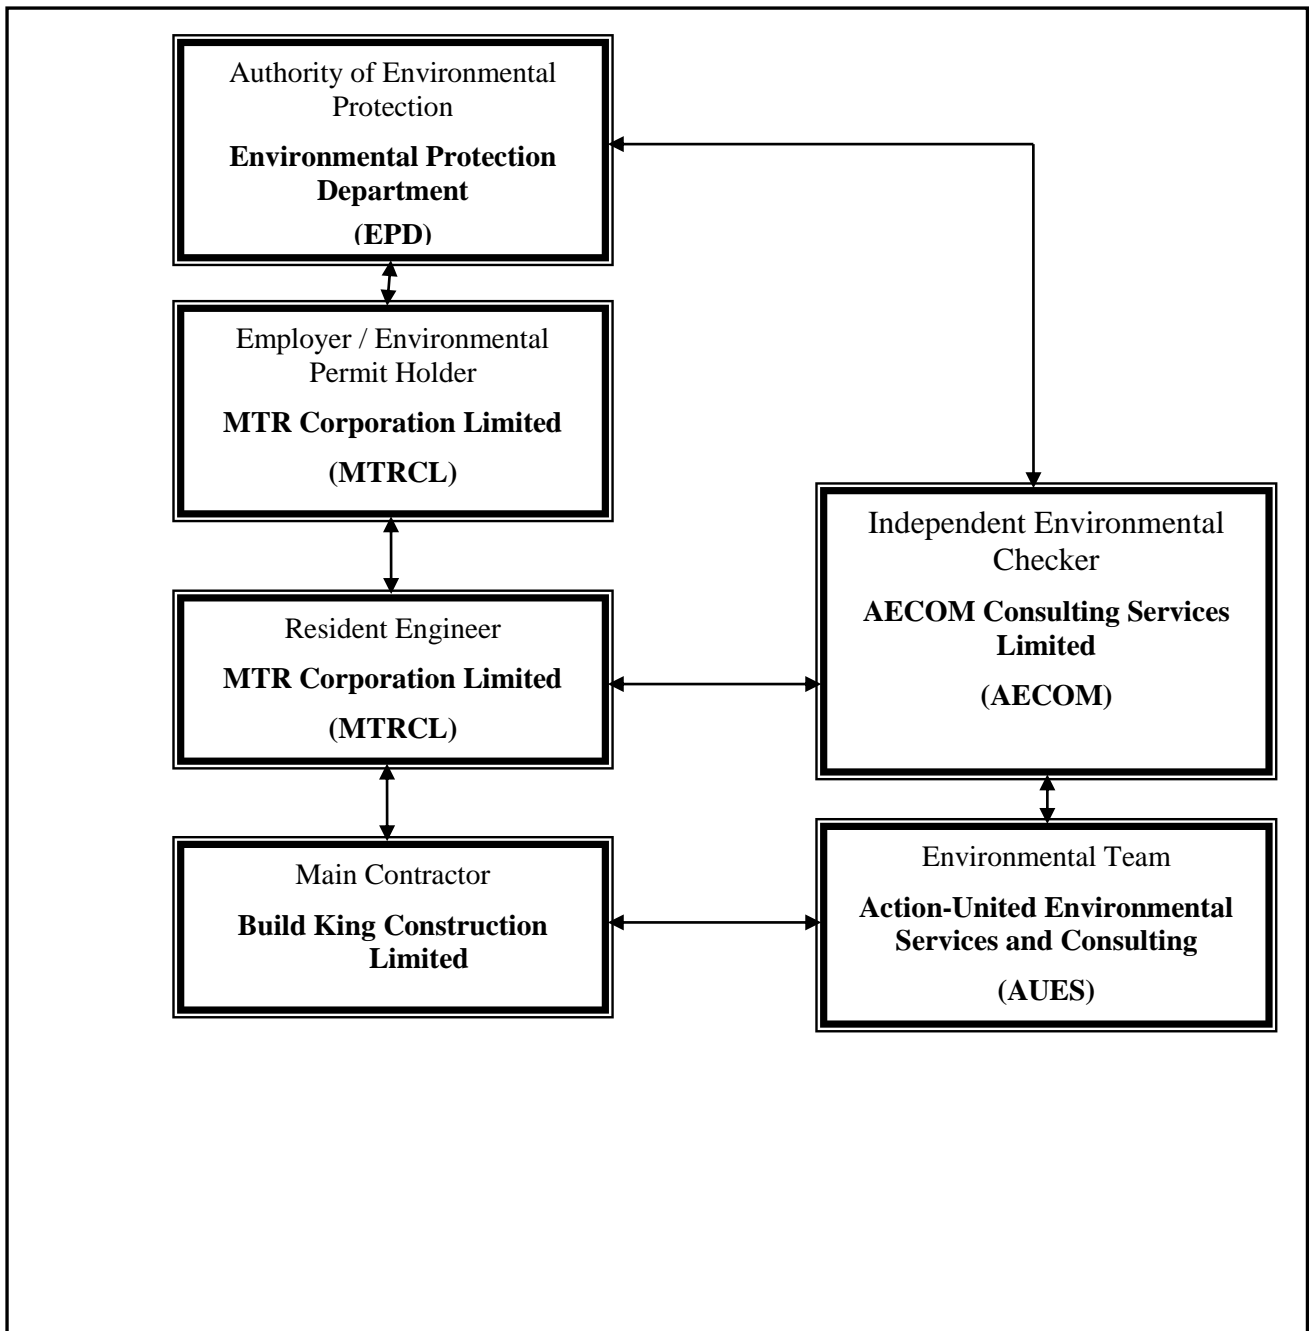 Authority of Environmental
Protection
Environmental Protection
Department
(EPD)
Employer / Environmental
Permit Holder
MTR Corporation Limited
(MTRCL)
Resident Engineer
MTR Corporation Limited
(MTRCL)
Main Contractor
Build King Construction
Limited
Independent Environmental
Checker
AECOM Consulting Services
Limited
(AECOM)
Environmental Team
Action-United Environmental
Services and Consulting
(AUES)